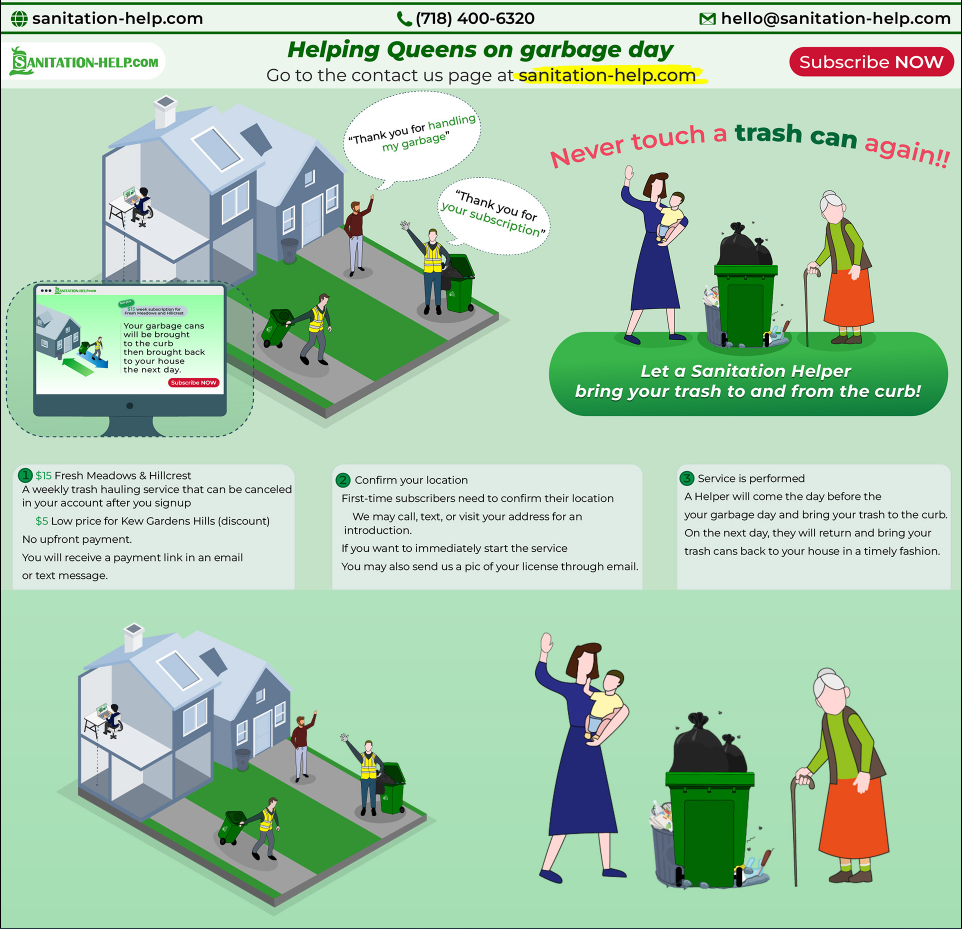 sanitation-help.com
(718) 400-6320
hello@sanitation-help.com
SANITATION-HELP.COM
Helping Queens on garbage day
Go to the contact us page at sanitation-help.com
Subscribe NOW
“Thank you for handling
my garbage”
“Thank you for
your subscription”
Never touch a trash can again!!
SANITATION-HELP.COM
$15 week subscription for
Fresh Meadows and Hillcrest
Your garbage cans
will be brought
to the curb
then brought back
to your house
the next day.
Subscribe NOW
Let a Sanitation Helper
bring your trash to and from the curb!
1 $15 Fresh Meadows & Hillcrest
A weekly trash hauling service that can be canceled
in your account after you signup
$5 Low price for Kew Gardens Hills (discount)
No upfront payment.
You will receive a payment link in an email
or text message.
2 Confirm your location
First-time subscribers need to confirm their location
We may call, text, or visit your address for an
introduction.
If you want to immediately start the service
You may also send us a pic of your license through email.
3 Service is performed
A Helper will come the day before the
your garbage day and bring your trash to the curb.
On the next day, they will return and bring your
trash cans back to your house in a timely fashion.